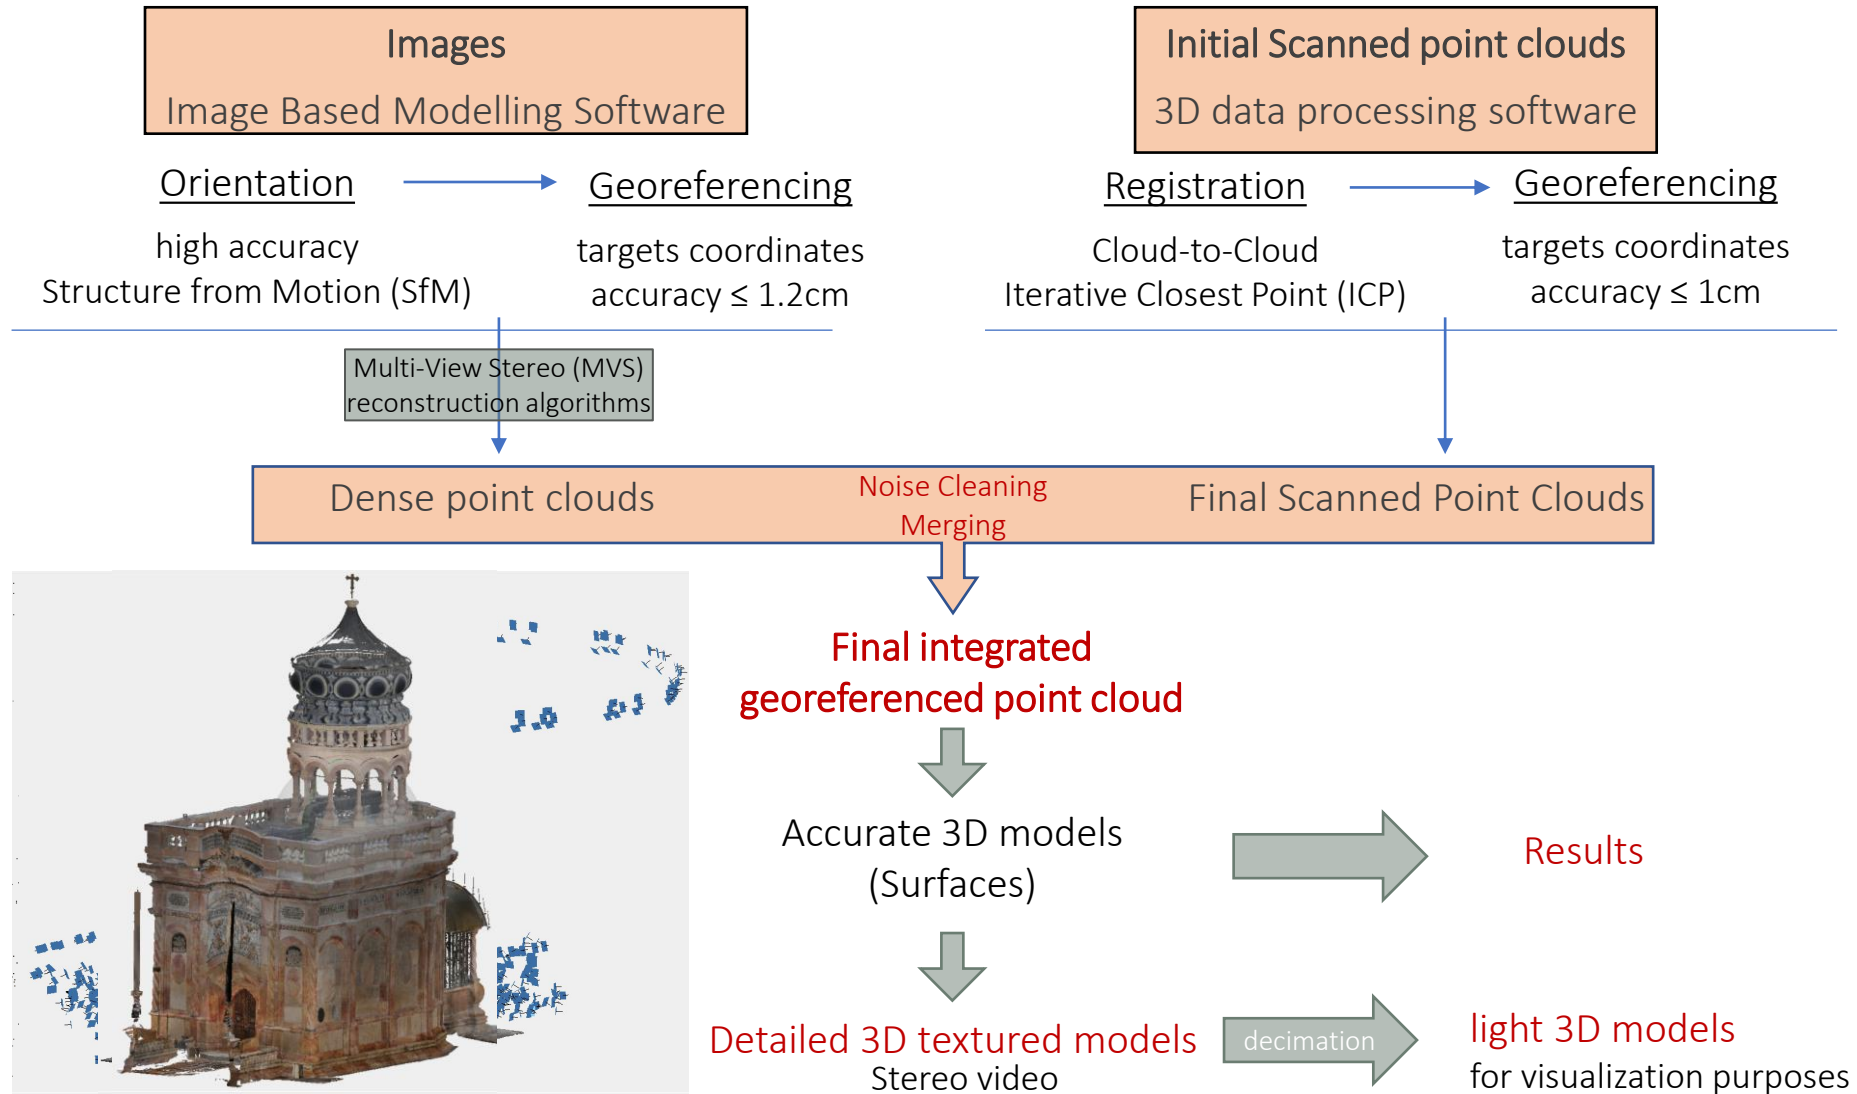 Images
Image Based Modelling Software
Orientation
Georeferencing
high accuracy
Structure from Motion (SfM)
targets coordinates
accuracy ≤ 1.2cm
Initial Scanned point clouds
3D data processing software
Registration
Georeferencing
Cloud-to-Cloud
Iterative Closest Point (ICP)
targets coordinates
accuracy ≤ 1cm
Multi-View Stereo (MVS)
reconstruction algorithms
Dense point clouds
Noise Cleaning
Merging
Final Scanned Point Clouds
Final integrated
georeferenced point cloud
Accurate 3D models
(Surfaces)
Results
Detailed 3D textured models
Stereo video
decimation
light 3D models
for visualization purposes